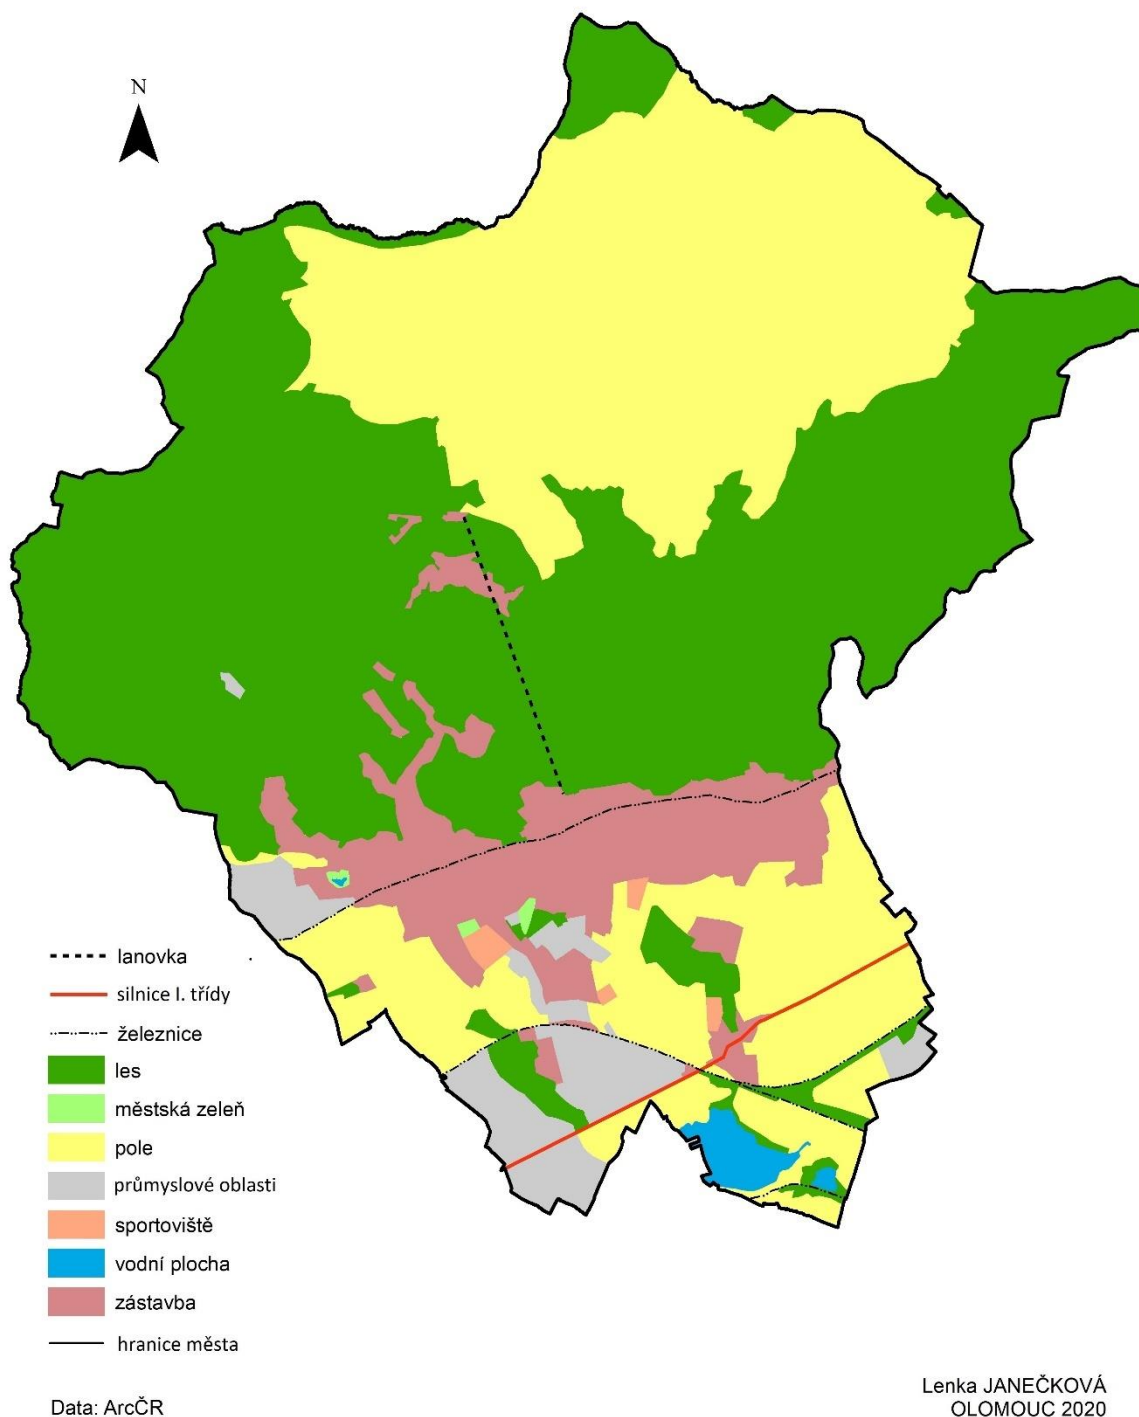 N
lanovka
silnice I. třídy
železnice
les
městská zeleň
pole
průmyslové oblasti
sportoviště
vodní plocha
zástavba
hranice města
Data: ArcČR
Lenka JANEČKOVÁ
OLOMOUC 2020